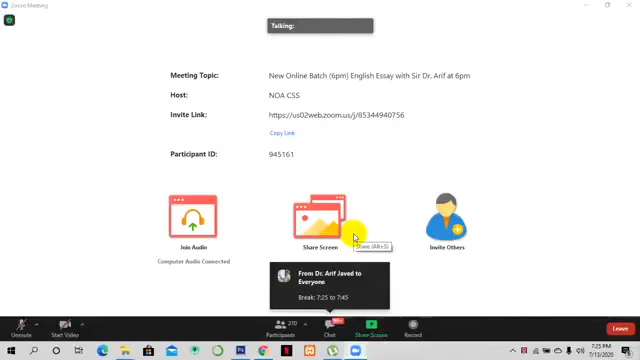 Zoom Meeting
Talking:
Meeting Topic: New Online Batch (6pm) English Essay with Sir Dr. Arif at 6pm
Host: NOA CSS
Invite Link: https://us02web.zoom.us/j/85344940756
Copy Link
Participant ID: 945161
Join Audio
Computer Audio Connected
Share Screen
Share (Alt+S)
Invite Others
From Dr. Arif Javed to
Everyone
Break: 7:25 to 7:45
Unmute
Start Video
Participants 210
Chat 99+
Share Screen
Record
Leave
7:25 PM
7/13/2020